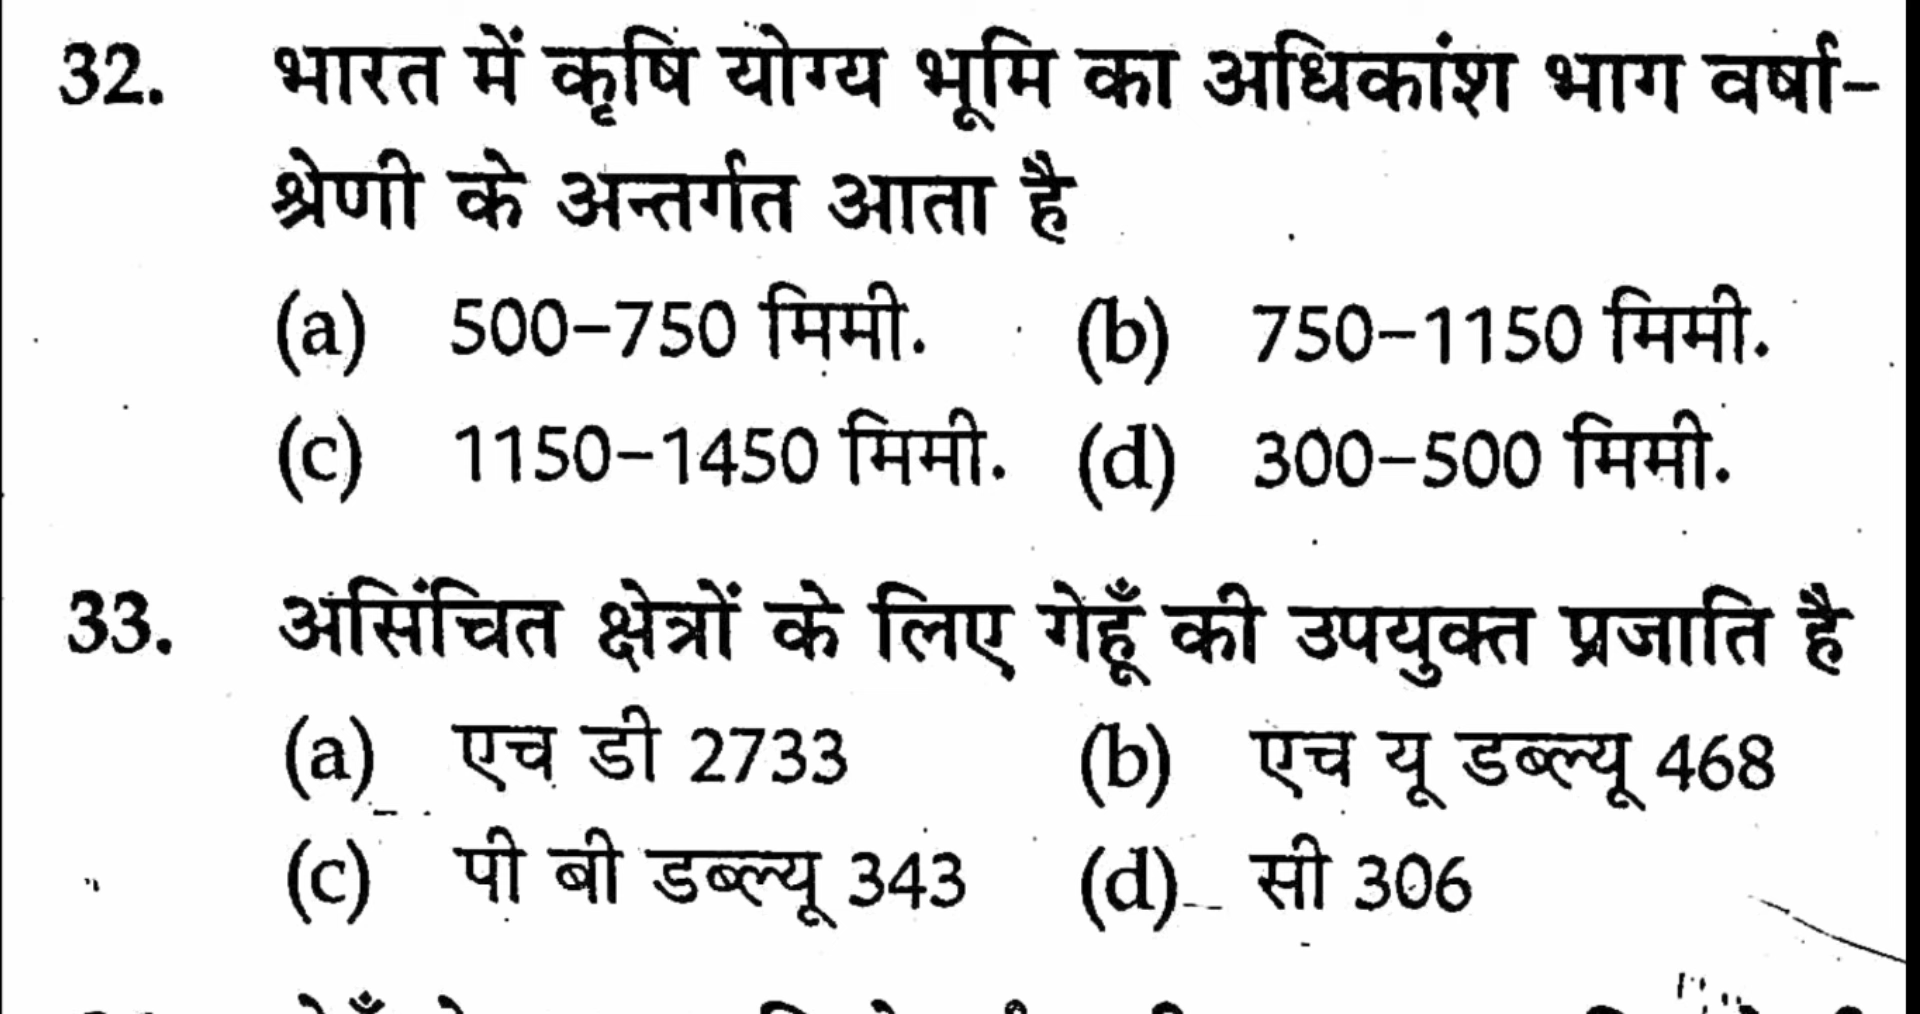 32. भारत में कृषि योग्य भूमि का अधिकांश भाग वर्षा-
श्रेणी के अन्तर्गत आता है
(a) 500-750 मिमी. (b) 750-1150 मिमी.
(c) 1150-1450 मिमी. (d) 300-500 मिमी.
33. असिंचित क्षेत्रों के लिए गेहूँ की उपयुक्त प्रजाति है
(a) एच डी 2733 (b) एच यू डब्ल्यू 468
(c) पी बी डब्ल्यू 343 (d) सी 306